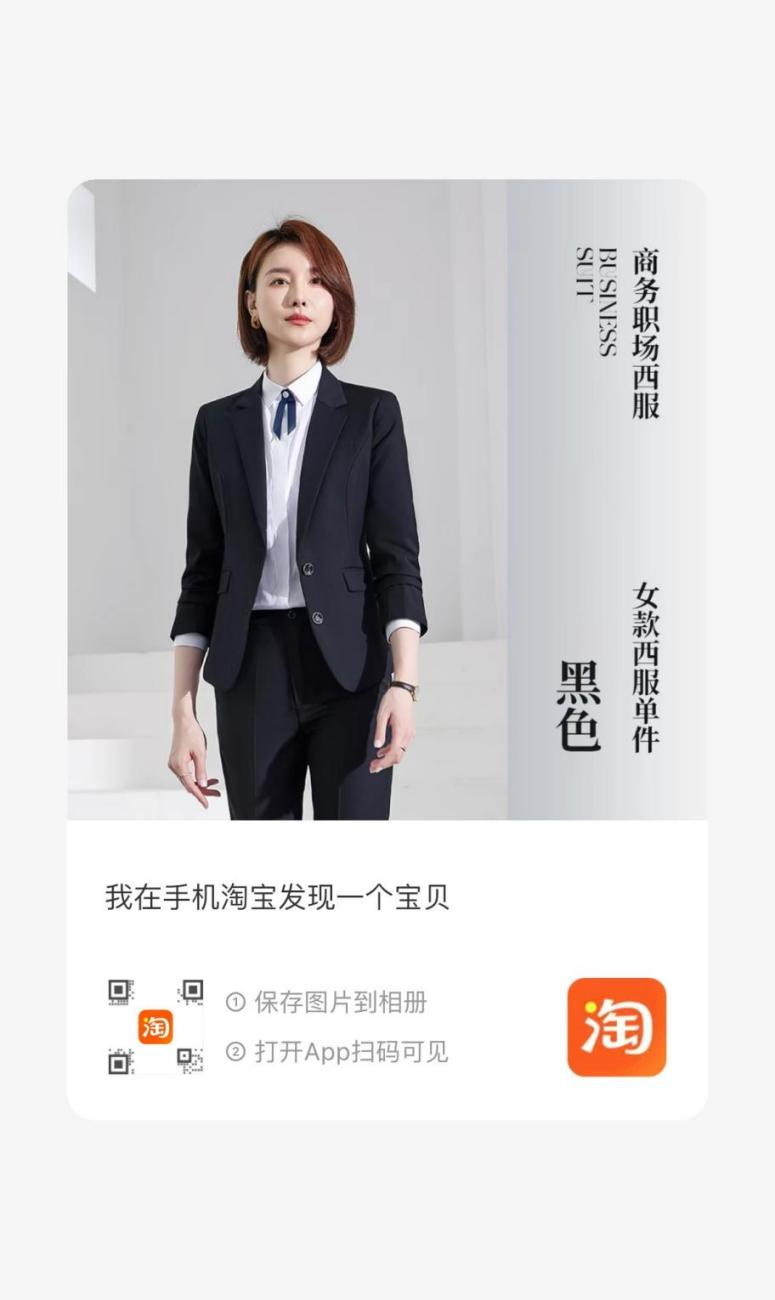 商务职场西服
BUSINESS
SUIT
女款西服单件
黑色
我在手机淘宝发现一个宝贝
淘
① 保存图片到相册
② 打开App扫码可见
淘